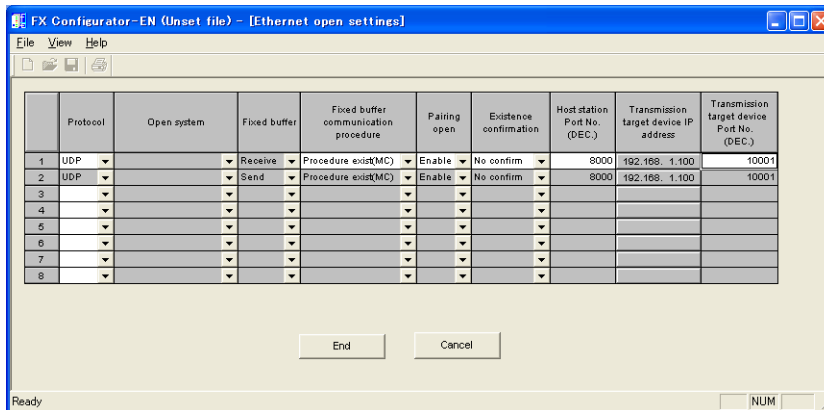 FX Configurator-EN (Unset file) - [Ethernet open settings]
File View Help
Protocol Open system Fixed buffer Fixed buffer communication procedure Pairing open Existence confirmation Host station Port No. (DEC.) Transmission target device IP address Transmission target device Port No. (DEC.)
1 UDP Receive Procedure exist(MC) Enable No confirm 8000 192.168. 1.100 10001
2 UDP Send Procedure exist(MC) Enable No confirm 8000 192.168. 1.100 10001
3
4
5
6
7
8
End Cancel
Ready NUM